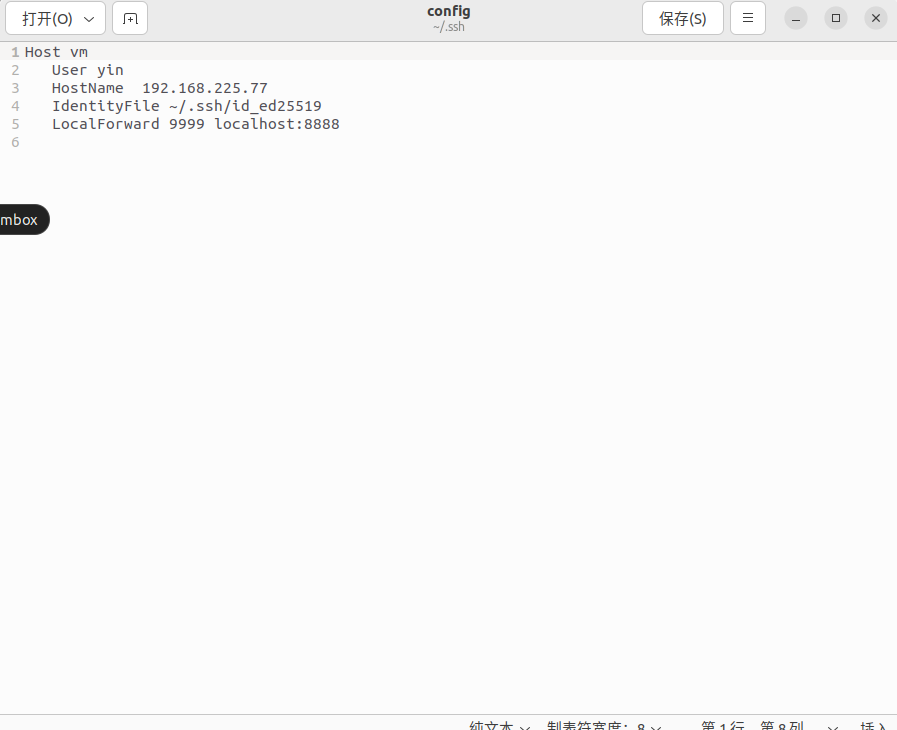 打开(O)
config
~/.ssh
保存(S)
1 Host vm
2    User yin
3    HostName  192.168.225.77
4    IdentityFile ~/.ssh/id_ed25519
5    LocalForward 9999 localhost:8888
6
mbox
纯文本 制表符宽度：8 第 1 行，第 8 列 插入